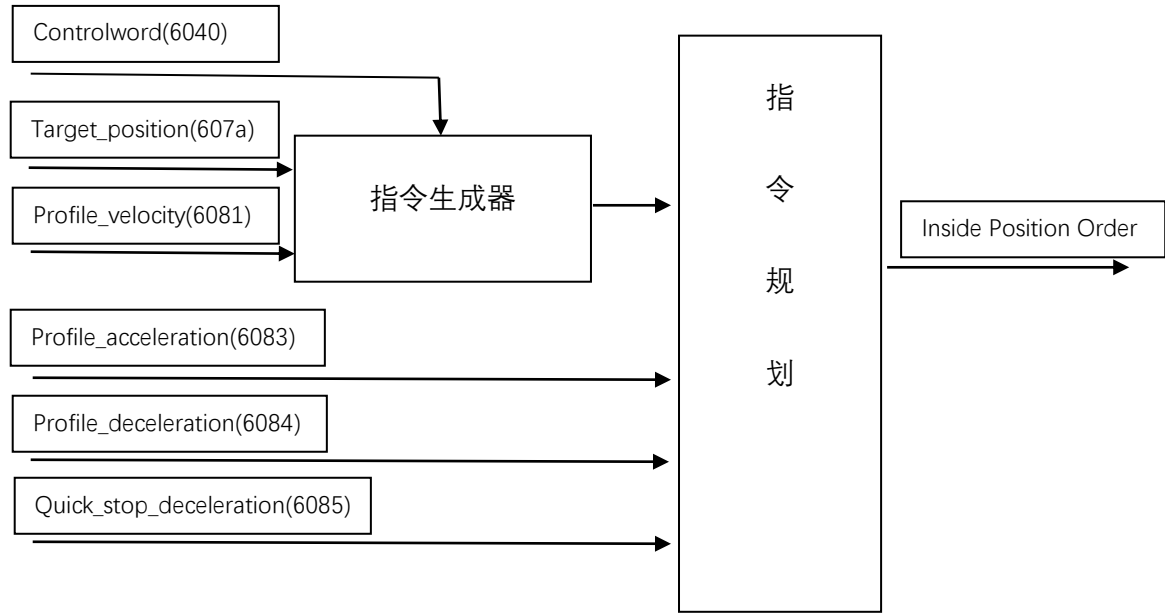 Controlword(6040)
Target_position(607a)
Profile_velocity(6081)
指令生成器
Profile_acceleration(6083)
Profile_deceleration(6084)
Quick_stop_deceleration(6085)
指
令
规
划
Inside Position Order